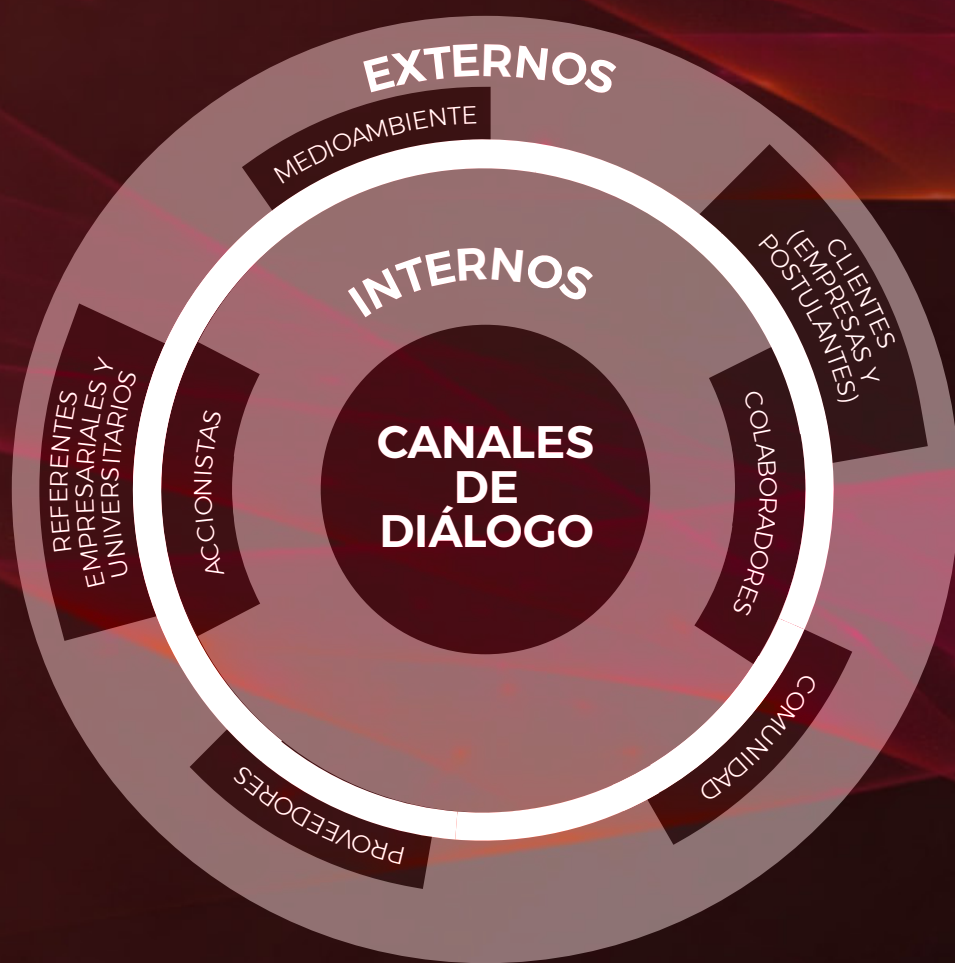 EXTERNOS
MEDIOAMBIENTE
CLIENTES
(EMPRESAS Y
POSTULANTES)
INTERNOS
REFERENTES
EMPRESARIALES Y
UNIVERSITARIOS
ACCIONISTAS
CANALES
DE
DIÁLOGO
COLABORADORES
COMUNIDAD
PROVEEDORES